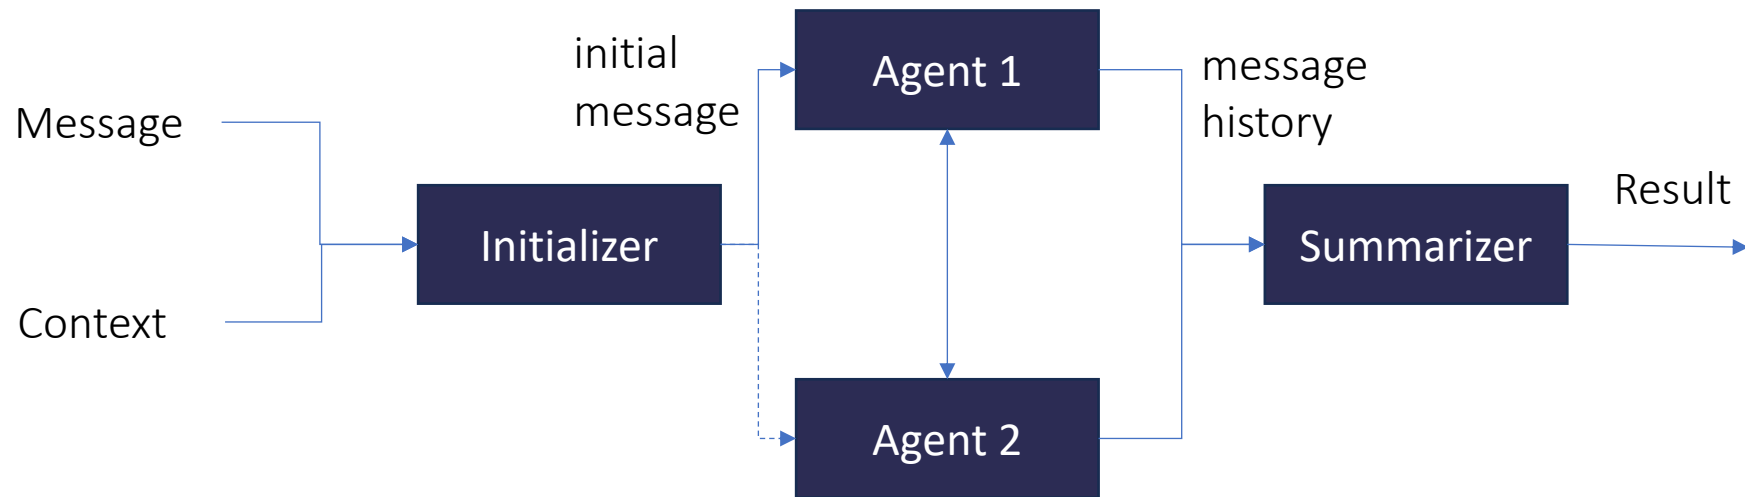 Message
Context
Initializer
initial
message
Agent 1
Agent 2
message
history
Summarizer
Result